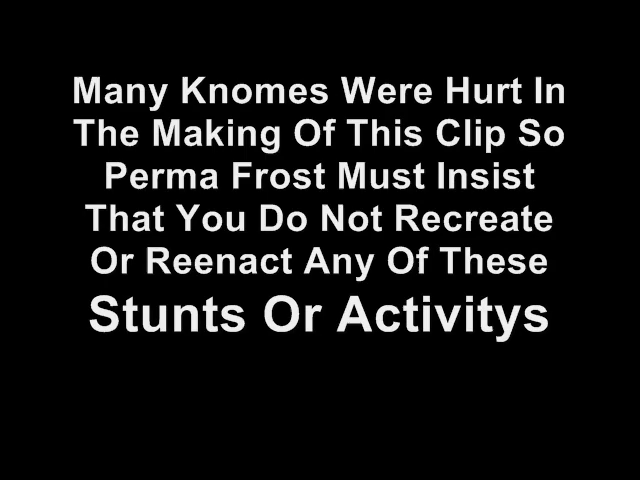 Many Knomes Were Hurt In
The Making Of This Clip So
Perma Frost Must Insist
That You Do Not Recreate
Or Reenact Any Of These
Stunts Or Activitys